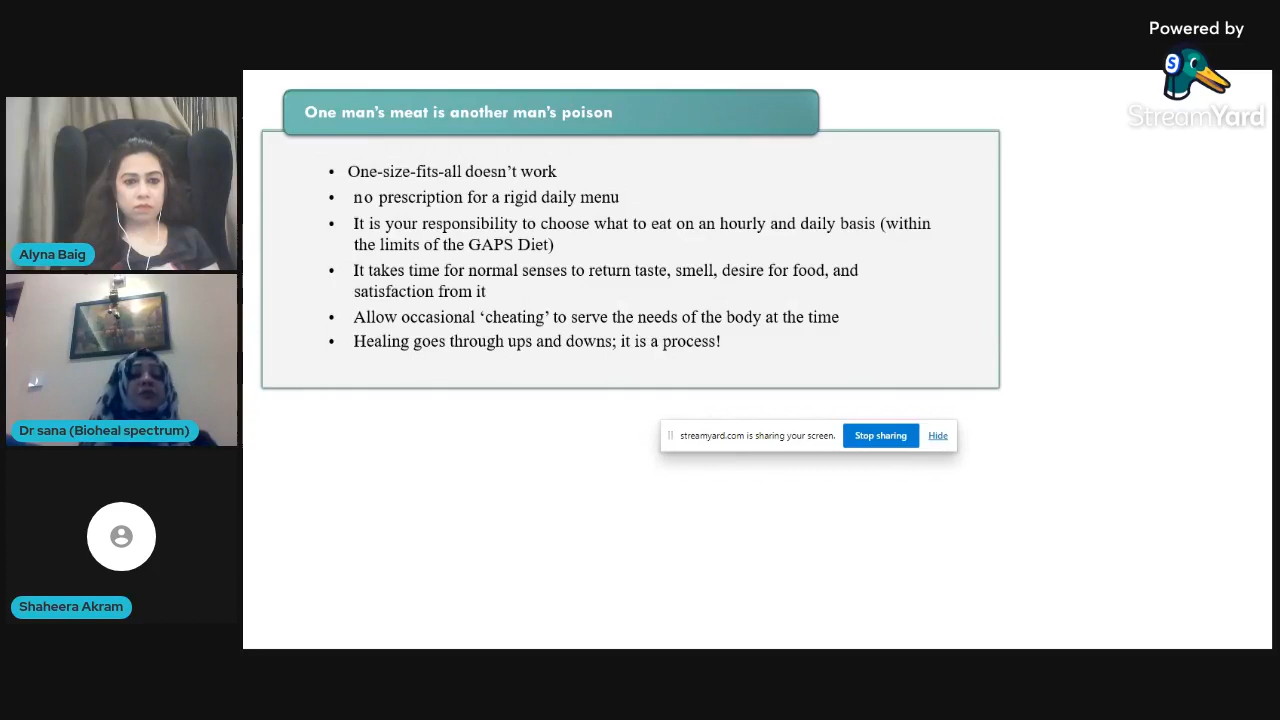 Powered by
StreamYard
One man's meat is another man's poison
• One-size-fits-all doesn't work
• no prescription for a rigid daily menu
• It is your responsibility to choose what to eat on an hourly and daily basis (within
the limits of the GAPS Diet)
• It takes time for normal senses to return taste, smell, desire for food, and
satisfaction from it
• Allow occasional ‘cheating’ to serve the needs of the body at the time
• Healing goes through ups and downs; it is a process!
streamyard.com is sharing your screen.
Stop sharing
Hide
Alyna Baig
Dr sana (Bioheal spectrum)
Shaheera Akram